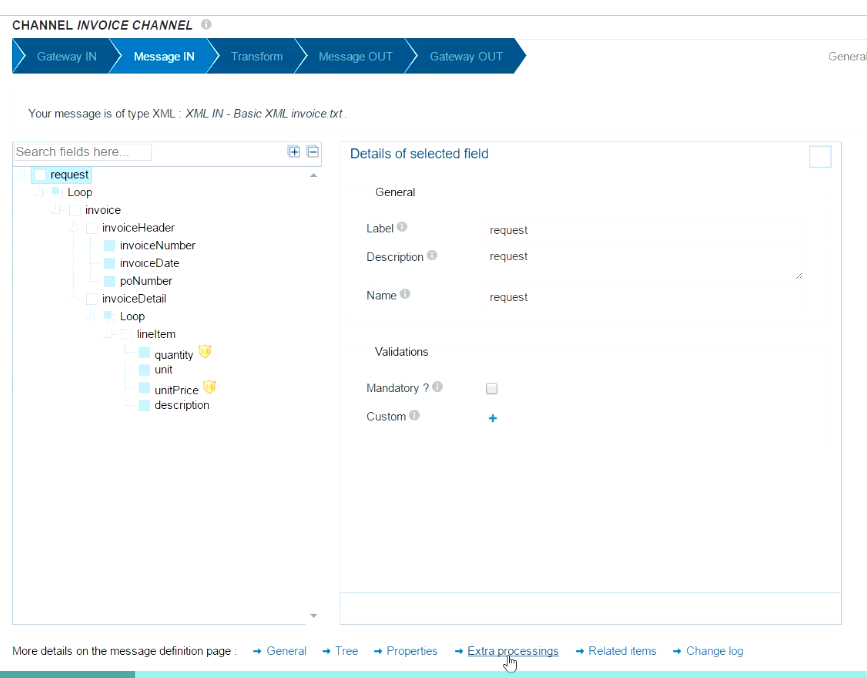 CHANNEL INVOICE CHANNEL
Gateway IN Message IN Transform Message OUT Gateway OUT General
Your message is of type XML : XML IN - Basic XML invoice.txt .
Search fields here...
request
Loop
invoice
invoiceHeader
invoiceNumber
invoiceDate
poNumber
invoiceDetail
Loop
lineItem
quantity
unit
unitPrice
description
Details of selected field
General
Label request
Description request
Name request
Validations
Mandatory ?
Custom
More details on the message definition page : General Tree Properties Extra processings Related items Change log